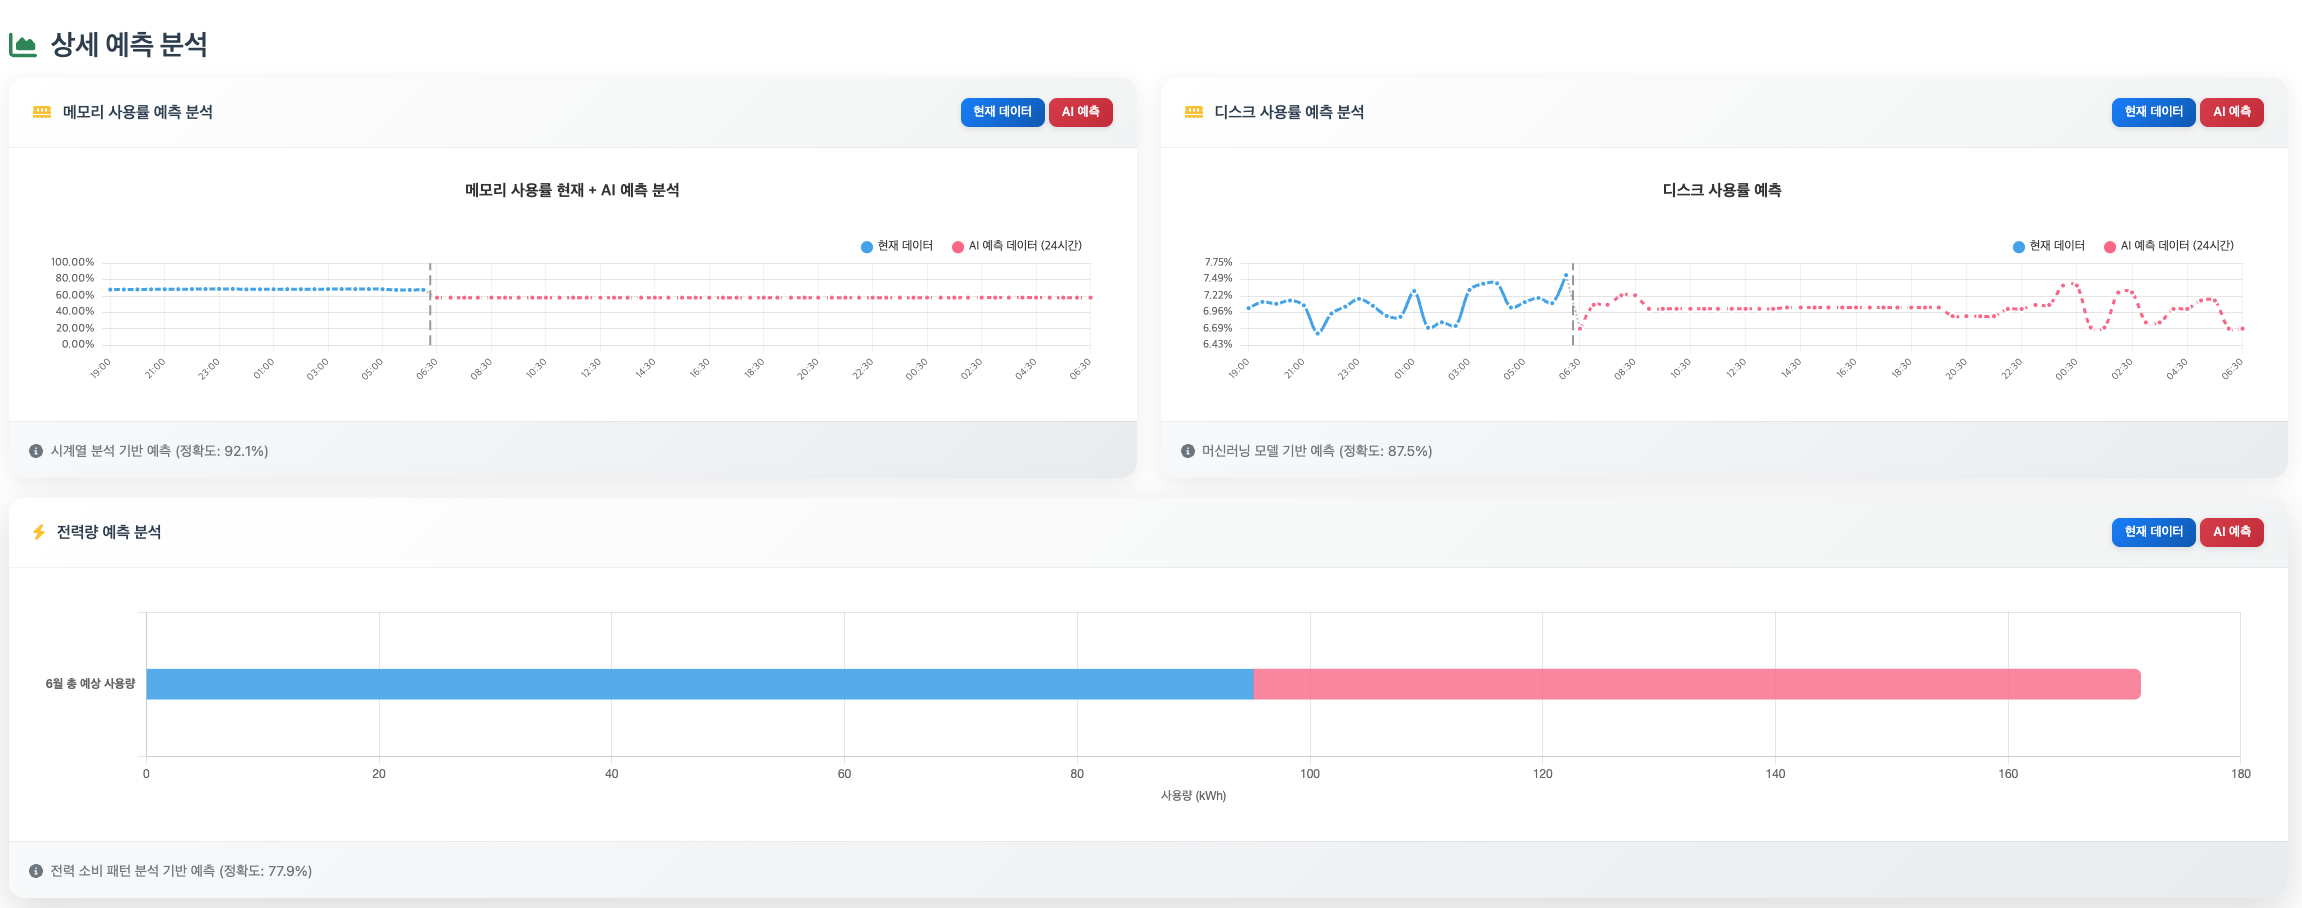 상세 예측 분석
메모리 사용률 예측 분석
현재 데이터
AI 예측
메모리 사용률 현재 + AI 예측 분석
현재 데이터
AI 예측 데이터 (24시간)
100.00%
80.00%
60.00%
40.00%
20.00%
0.00%
19:00
21:00
23:00
01:00
03:00
05:00
06:30
08:30
10:30
12:30
14:30
16:30
18:30
20:30
22:30
00:30
02:30
04:30
06:30
시계열 분석 기반 예측 (정확도: 92.1%)
디스크 사용률 예측 분석
현재 데이터
AI 예측
디스크 사용률 예측
현재 데이터
AI 예측 데이터 (24시간)
7.75%
7.49%
7.22%
6.96%
6.69%
6.43%
19:00
21:00
23:00
01:00
03:00
05:00
06:30
08:30
10:30
12:30
14:30
16:30
18:30
20:30
22:30
00:30
02:30
04:30
06:30
머신러닝 모델 기반 예측 (정확도: 87.5%)
전력량 예측 분석
현재 데이터
AI 예측
6월 총 예상 사용량
0
20
40
60
80
100
120
140
160
180
사용량 (kWh)
전력 소비 패턴 분석 기반 예측 (정확도: 77.9%)